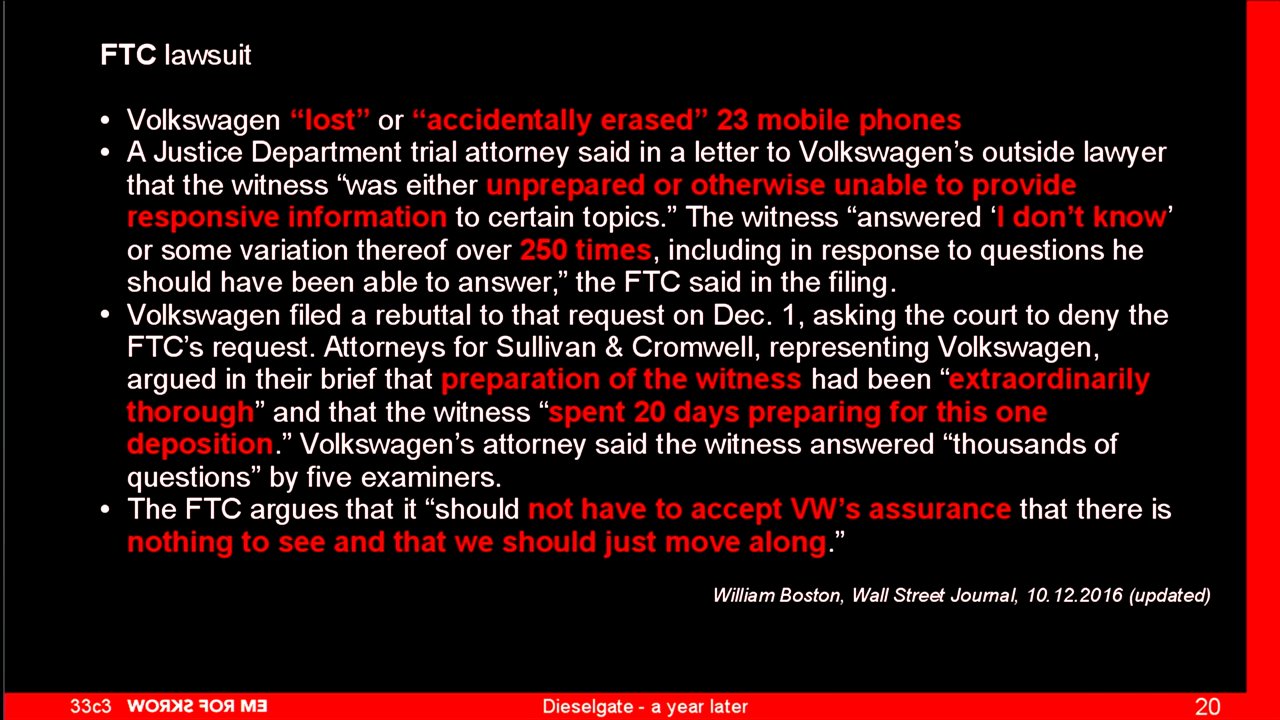 FTC lawsuit
• Volkswagen “lost” or “accidentally erased” 23 mobile phones
• A Justice Department trial attorney said in a letter to Volkswagen’s outside lawyer
that the witness “was either unprepared or otherwise unable to provide
responsive information to certain topics.” The witness “answered ‘I don’t know’
or some variation thereof over 250 times, including in response to questions he
should have been able to answer,” the FTC said in the filing.
• Volkswagen filed a rebuttal to that request on Dec. 1, asking the court to deny the
FTC’s request. Attorneys for Sullivan & Cromwell, representing Volkswagen,
argued in their brief that preparation of the witness had been “extraordinarily
thorough” and that the witness “spent 20 days preparing for this one
deposition.” Volkswagen’s attorney said the witness answered “thousands of
questions” by five examiners.
• The FTC argues that it “should not have to accept VW’s assurance that there is
nothing to see and that we should just move along.”
William Boston, Wall Street Journal, 10.12.2016 (updated)
33c3 WORKS FOR ME
Dieselgate - a year later
20